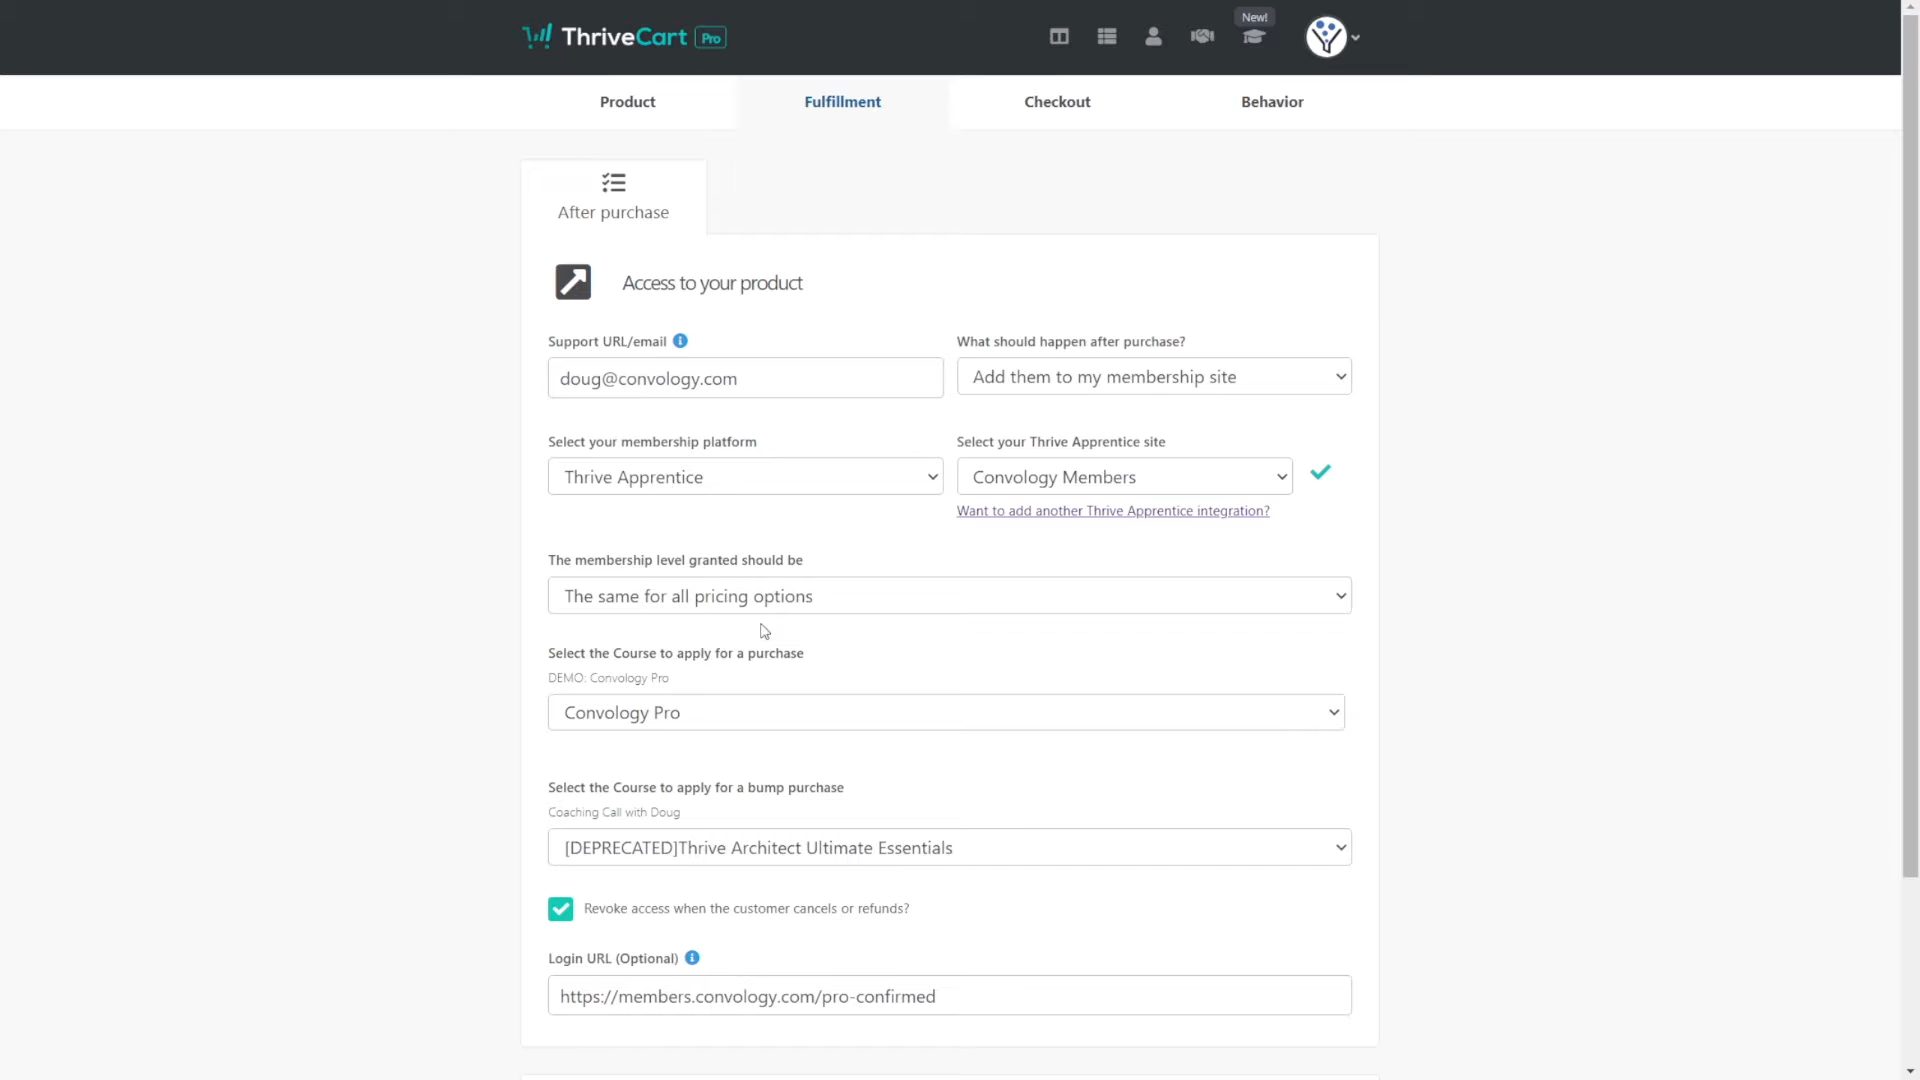 New!
ThriveCart Pro
Product Fulfillment Checkout Behavior
After purchase
Access to your product
Support URL/email What should happen after purchase?
doug@convology.com Add them to my membership site
Select your membership platform Select your Thrive Apprentice site
Thrive Apprentice Convology Members
Want to add another Thrive Apprentice integration?
The membership level granted should be
The same for all pricing options
Select the Course to apply for a purchase
DEMO: Convology Pro
Convology Pro
Select the Course to apply for a bump purchase
Coaching Call with Doug
[DEPRECATED]Thrive Architect Ultimate Essentials
Revoke access when the customer cancels or refunds?
Login URL (Optional)
https://members.convology.com/pro-confirmed